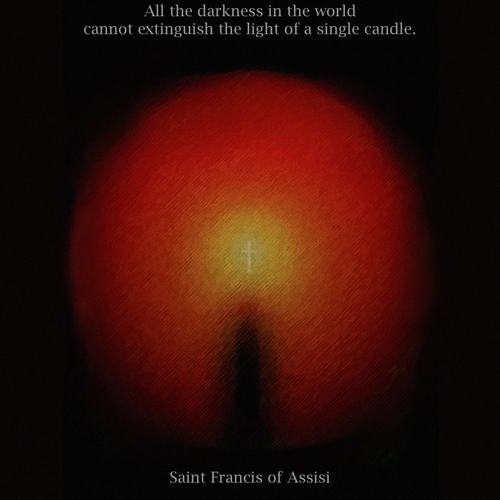 All the darkness in the world
cannot extinguish the light of a single candle.
Saint Francis of Assisi